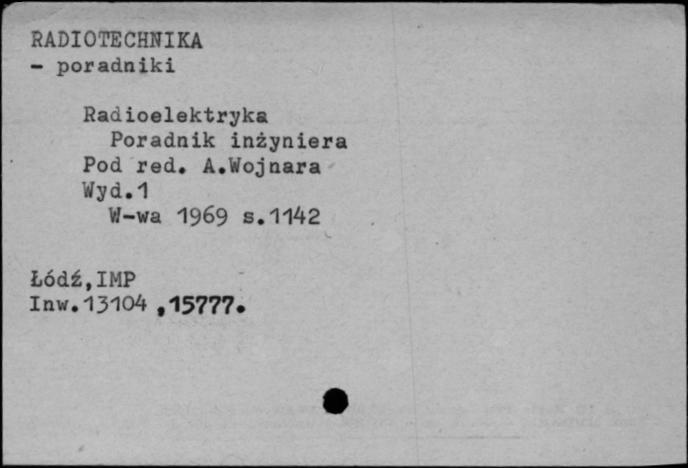 RADIOTECHNIKA
- poradniki
Radioelektryka
Poradnik inżyniera
Pod red. A.Wojnara
Wyd.1
W-wa 1969 s.1142
Łódź,IMP
Inw.13104 ,15777.